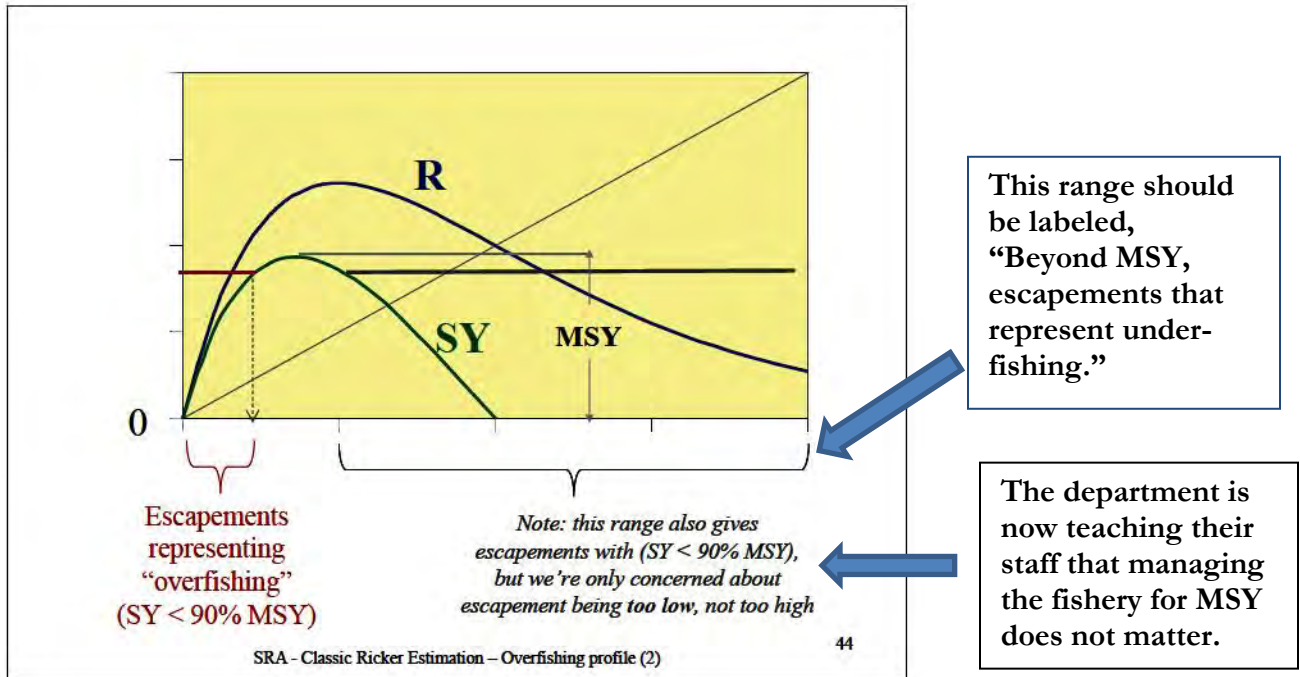 R
SY
MSY
0
Escapements
representing
“overfishing”
(SY < 90% MSY)
Note: this range also gives
escapements with (SY < 90% MSY),
but we’re only concerned about
escapement being too low, not too high
44
SRA - Classic Ricker Estimation – Overfishing profile (2)
This range should
be labeled,
“Beyond MSY,
escapements that
represent under-
fishing.”
The department is
now teaching their
staff that managing
the fishery for MSY
does not matter.